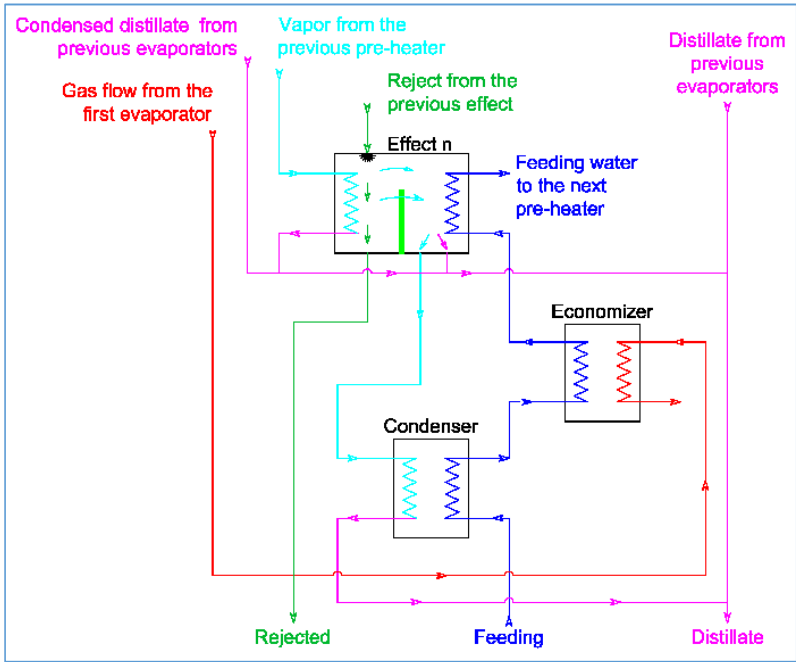 Condensed distillate from
previous evaporators
Vapor from the
previous pre-heater
Distillate from
previous
evaporators
Gas flow from the
first evaporator
Reject from the
previous effect
Effect n
Feeding water
to the next
pre-heater
Economizer
Condenser
Rejected
Feeding
Distillate